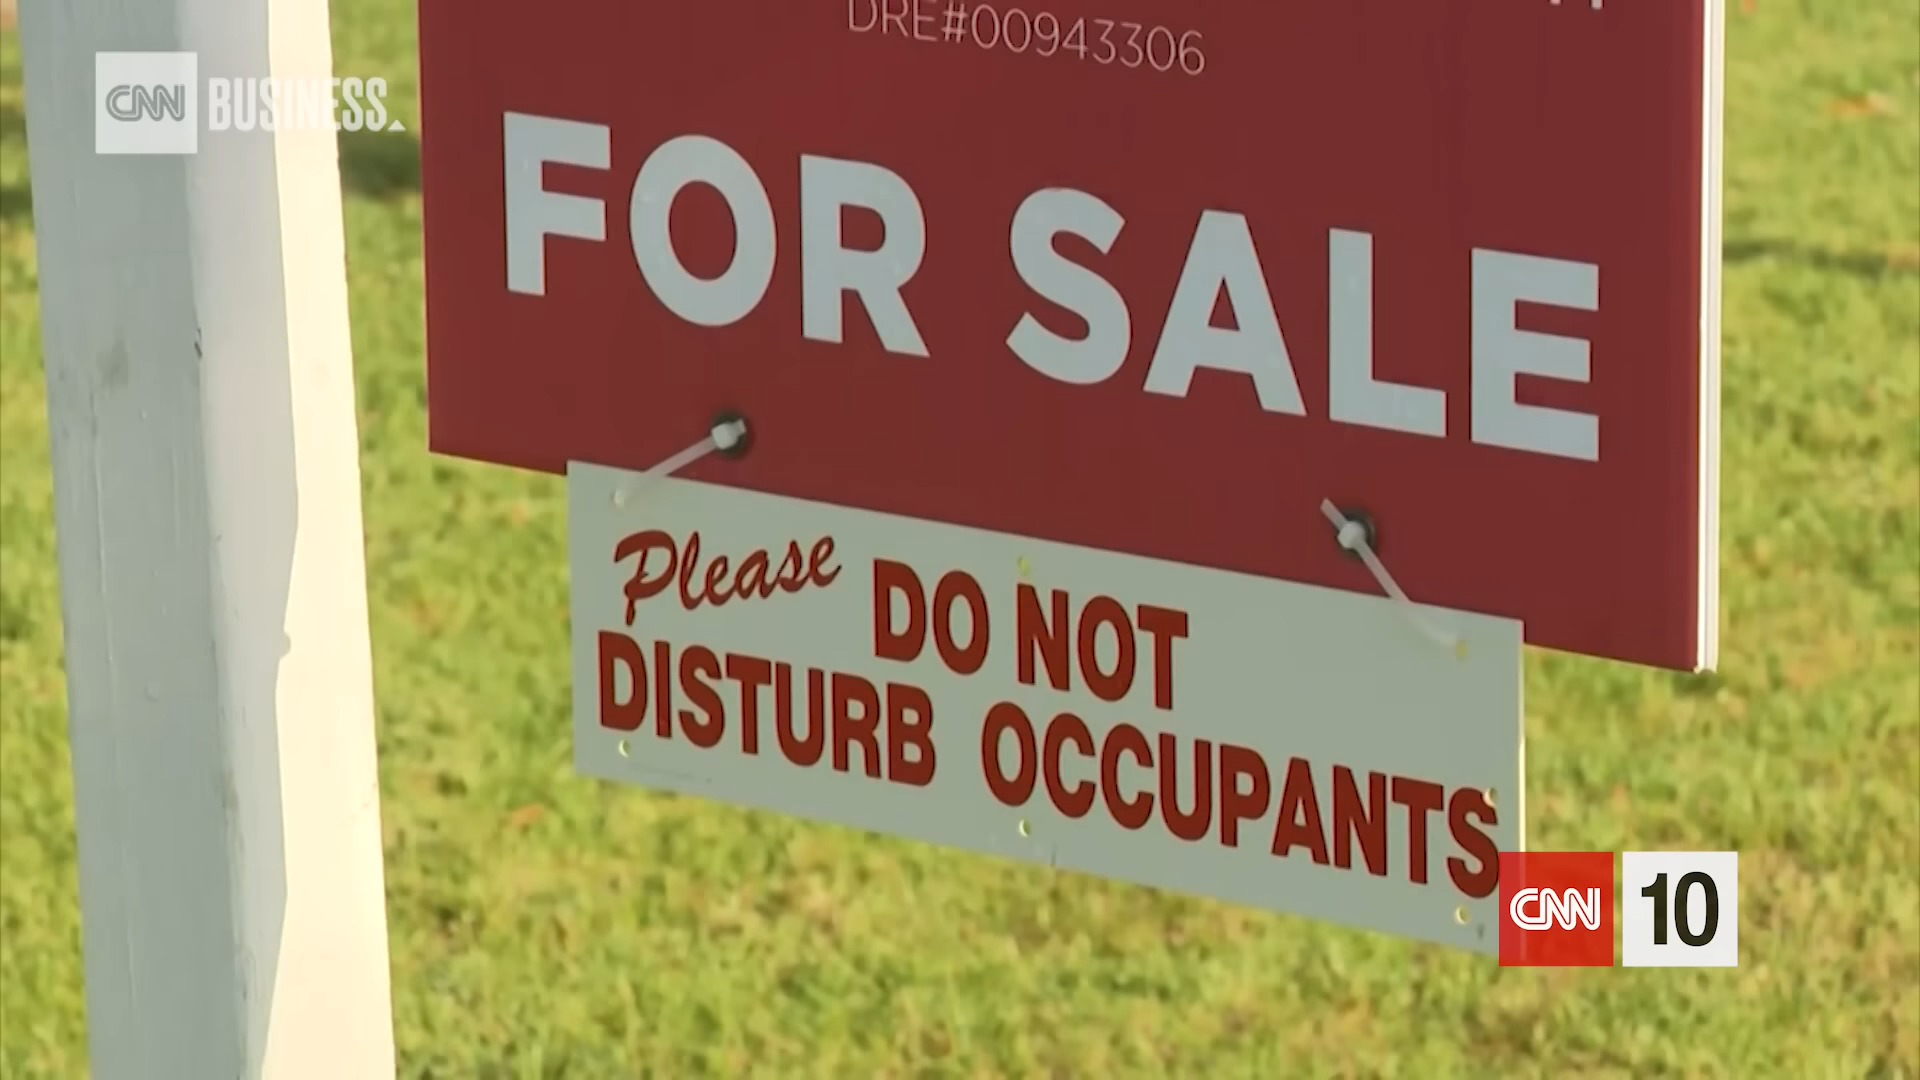 DRE#00943306
CNN BUSINESS
FOR SALE
Please DO NOT
DISTURB OCCUPANTS
CNN 10